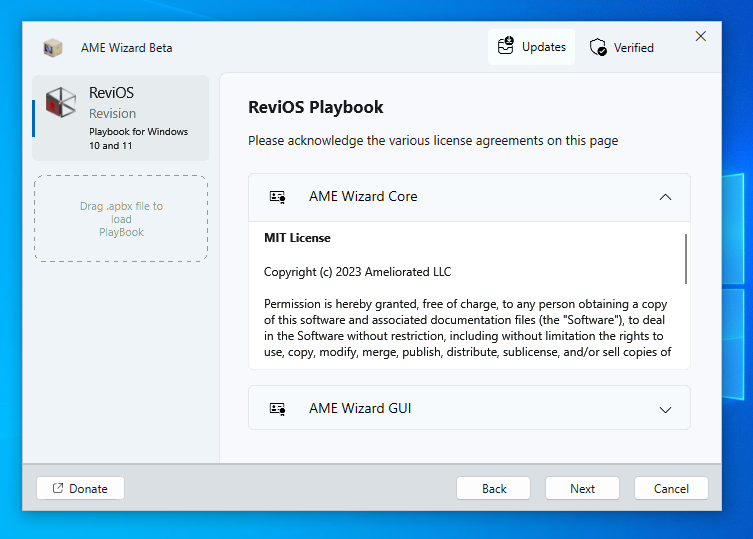 AME Wizard Beta
Updates
Verified
ReviOS
Revision
Playbook for Windows
10 and 11
Drag .apbx file to
load
PlayBook
ReviOS Playbook
Please acknowledge the various license agreements on this page
AME Wizard Core
MIT License
Copyright (c) 2023 Ameliorated LLC
Permission is hereby granted, free of charge, to any person obtaining a copy
of this software and associated documentation files (the "Software"), to deal
in the Software without restriction, including without limitation the rights to
use, copy, modify, merge, publish, distribute, sublicense, and/or sell copies of
AME Wizard GUI
Donate
Back
Next
Cancel